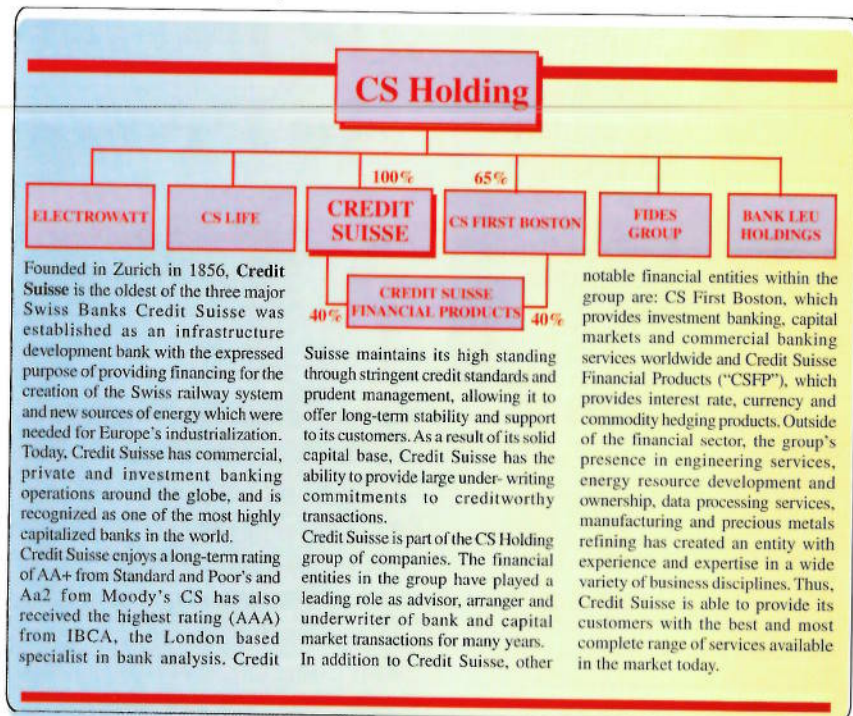 CS Holding
100%
65%
ELECTROWATT
CS LIFE
CREDIT
SUISSE
CS FIRST BOSTON
FIDES
GROUP
BANK LEU
HOLDINGS
40%
CREDIT SUISSE
FINANCIAL PRODUCTS
40%
Founded in Zurich in 1856, Credit
Suisse is the oldest of the three major
Swiss Banks Credit Suisse was
established as an infrastructure
development bank with the expressed
purpose of providing financing for the
creation of the Swiss railway system
and new sources of energy which were
needed for Europe's industrialization.
Today, Credit Suisse has commercial,
private and investment banking
operations around the globe, and is
recognized as one of the most highly
capitalized banks in the world.
Credit Suisse enjoys a long-term rating
of AA+ from Standard and Poor's and
Aa2 fom Moody's CS has also
received the highest rating (AAA)
from IBCA, the London based
specialist in bank analysis. Credit
Suisse maintains its high standing
through stringent credit standards and
prudent management, allowing it to
offer long-term stability and support
to its customers. As a result of its solid
capital base, Credit Suisse has the
ability to provide large under- writing
commitments to creditworthy
transactions.
Credit Suisse is part of the CS Holding
group of companies. The financial
entities in the group have played a
leading role as advisor, arranger and
underwriter of bank and capital
market transactions for many years.
In addition to Credit Suisse, other
notable financial entities within the
group are: CS First Boston, which
provides investment banking, capital
markets and commercial banking
services worldwide and Credit Suisse
Financial Products ("CSFP"), which
provides interest rate, currency and
commodity hedging products. Outside
of the financial sector, the group's
presence in engineering services,
energy resource development and
ownership, data processing services,
manufacturing and precious metals
refining has created an entity with
experience and expertise in a wide
variety of business disciplines. Thus,
Credit Suisse is able to provide its
customers with the best and most
complete range of services available
in the market today.